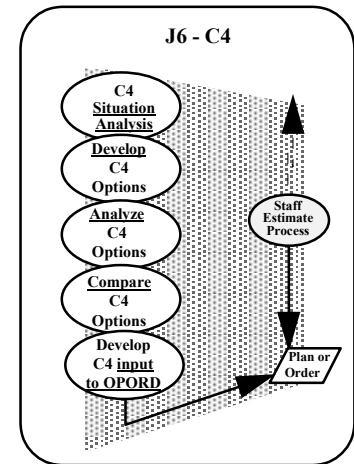 J6 - C4
C4
Situation
Analysis
Develop
C4
Options
Analyze
C4
Options
Compare
C4
Options
Develop
C4 input
to OPORD
Staff
Estimate
Process
Plan or
Order